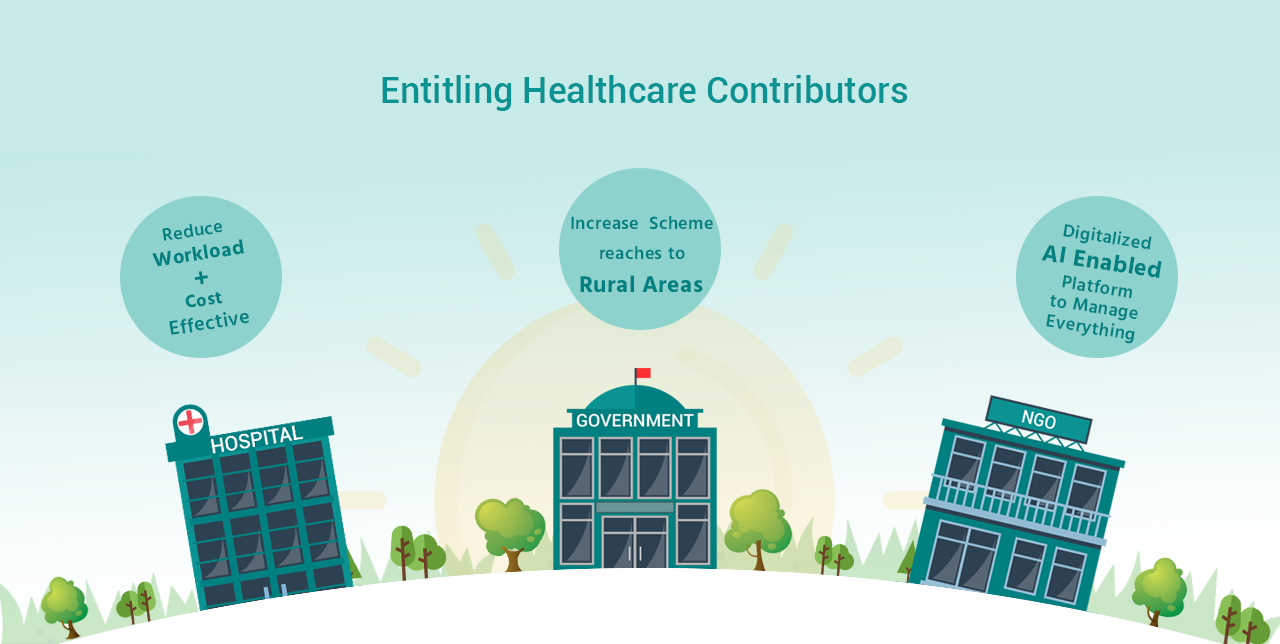 Entitling Healthcare Contributors
Reduce
Workload
+
Cost
Effective
Increase Scheme
reaches to
Rural Areas
Digitalized
AI Enabled
Platform
to Manage
Everything
HOSPITAL
GOVERNMENT
NGO